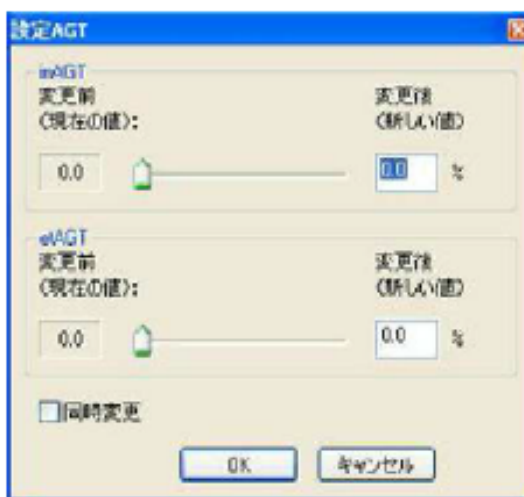 設定AGT
inAGT
変更前 変更後
(現在の値): (新しい値)
0.0 0.0 %
etAGT
変更前 変更後
(現在の値): (新しい値)
0.0 0.0 %
同時変更
OK キャンセル